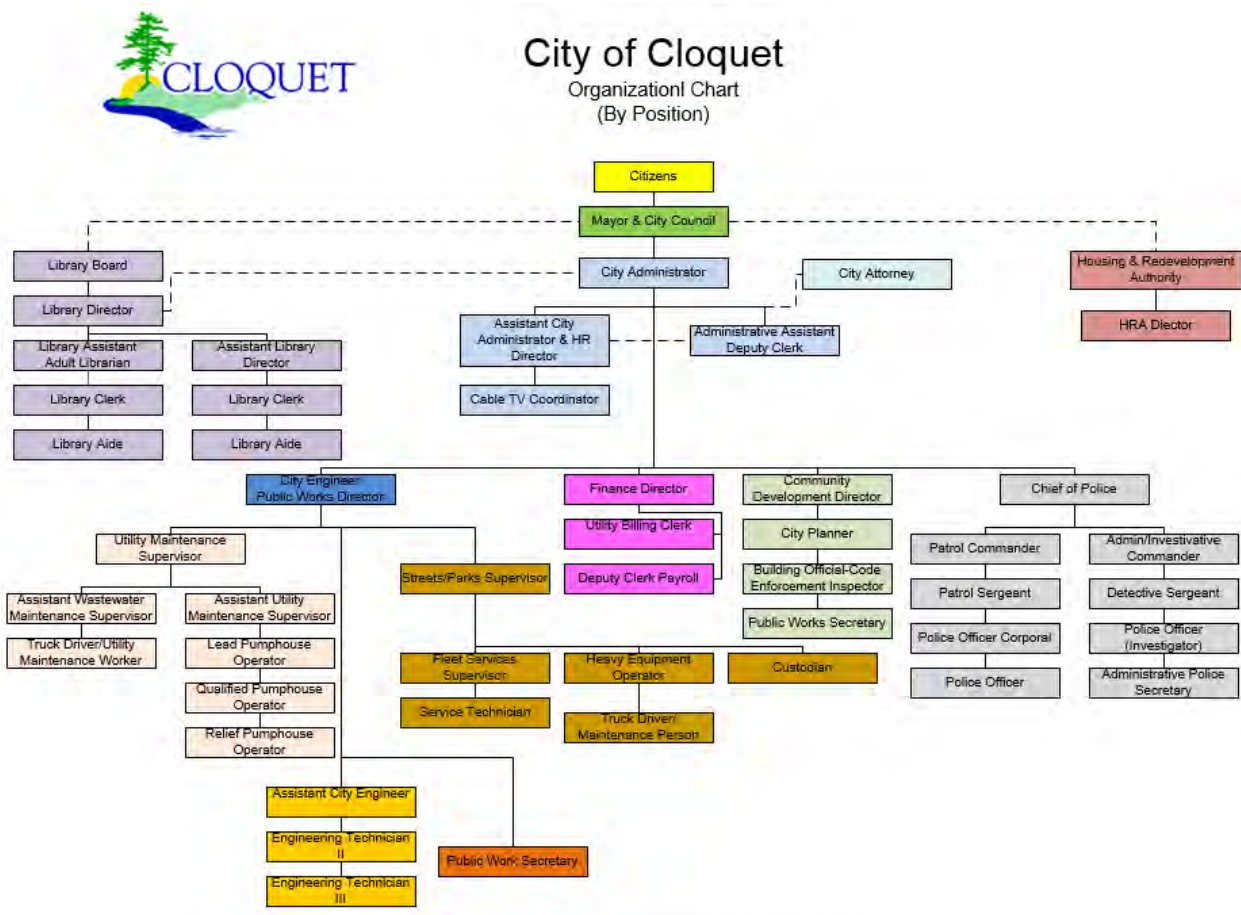 CLOQUET
City of Cloquet
Organizationl Chart
(By Position)
Citizens
Mayor & City Council
Library Board
City Administrator
City Attorney
Housing & Redevelopment
Authority
Library Director
Assistant City
Administrator & HR
Director
Administrative Assistant
Deputy Clerk
HRA Diector
Library Assistant
Adult Librarian
Assistant Library
Director
Library Clerk
Library Clerk
Cable TV Coordinator
Library Aide
Library Aide
City Engineer
Public Works Director
Finance Director
Community
Development Director
Chief of Police
Utility Maintenance
Supervisor
Utility Billing Clerk
City Planner
Patrol Commander
Admin/Investivative
Commander
Streets/Parks Supervisor
Deputy Clerk Payroll
Building Official-Code
Enforcement Inspector
Patrol Sergeant
Detective Sergeant
Assistant Wastewater
Maintenance Supervisor
Assistant Utility
Maintenance Supervisor
Public Works Secretary
Truck Driver/Utility
Maintenance Worker
Lead Pumphouse
Operator
Police Officer Corporal
Police Officer
(Investigator)
Fleet Services
Supervisor
Heavy Equipment
Operator
Custodian
Police Officer
Administrative Police
Secretary
Qualified Pumphouse
Operator
Service Technician
Truck Driver/
Maintenance Person
Relief Pumphouse
Operator
Assistant City Engineer
Engineering Technician
II
Public Work Secretary
Engineering Technician
III